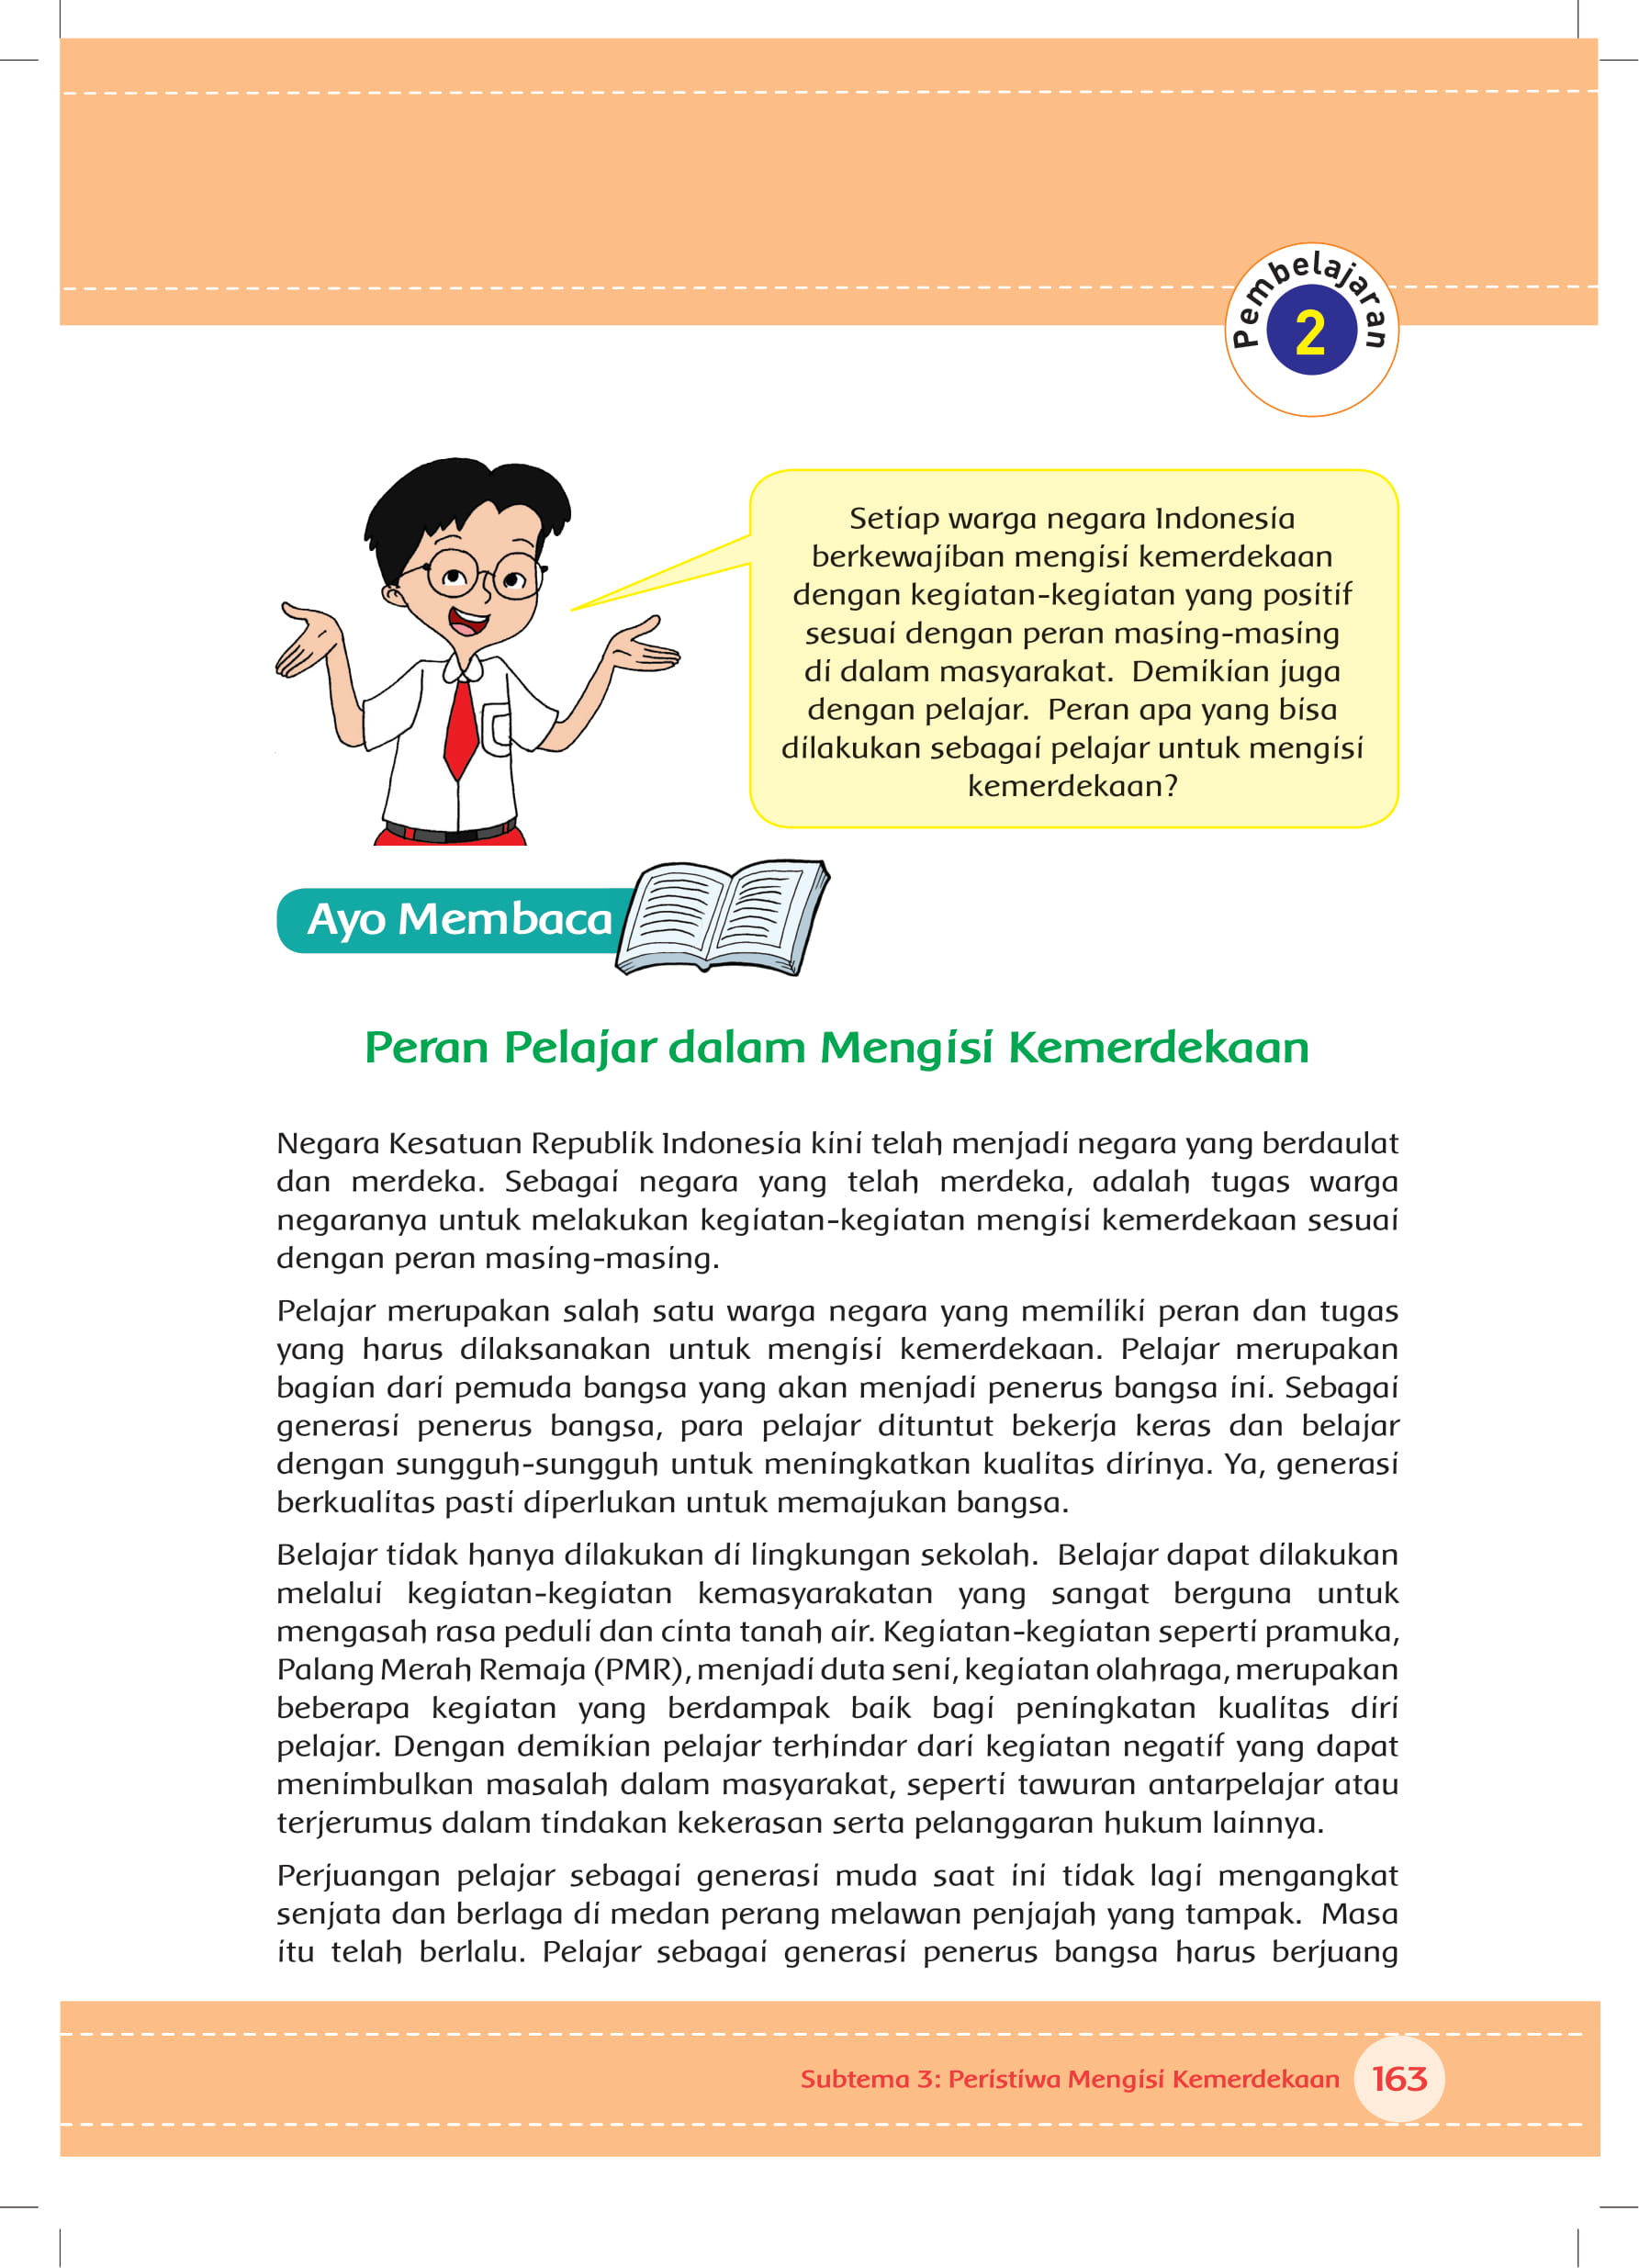 Pembelajaran
2
Setiap warga negara Indonesia
berkewajiban mengisi kemerdekaan
dengan kegiatan-kegiatan yang positif
sesuai dengan peran masing-masing
di dalam masyarakat. Demikian juga
dengan pelajar. Peran apa yang bisa
dilakukan sebagai pelajar untuk mengisi
kemerdekaan?
Ayo Membaca
Peran Pelajar dalam Mengisi Kemerdekaan
Negara Kesatuan Republik Indonesia kini telah menjadi negara yang berdaulat
dan merdeka. Sebagai negara yang telah merdeka, adalah tugas warga
negaranya untuk melakukan kegiatan-kegiatan mengisi kemerdekaan sesuai
dengan peran masing-masing.
Pelajar merupakan salah satu warga negara yang memiliki peran dan tugas
yang harus dilaksanakan untuk mengisi kemerdekaan. Pelajar merupakan
bagian dari pemuda bangsa yang akan menjadi penerus bangsa ini. Sebagai
generasi penerus bangsa, para pelajar dituntut bekerja keras dan belajar
dengan sungguh-sungguh untuk meningkatkan kualitas dirinya. Ya, generasi
berkualitas pasti diperlukan untuk memajukan bangsa.
Belajar tidak hanya dilakukan di lingkungan sekolah. Belajar dapat dilakukan
melalui kegiatan-kegiatan kemasyarakatan yang sangat berguna untuk
mengasah rasa peduli dan cinta tanah air. Kegiatan-kegiatan seperti pramuka,
Palang Merah Remaja (PMR), menjadi duta seni, kegiatan olahraga, merupakan
beberapa kegiatan yang berdampak baik bagi peningkatan kualitas diri
pelajar. Dengan demikian pelajar terhindar dari kegiatan negatif yang dapat
menimbulkan masalah dalam masyarakat, seperti tawuran antarpelajar atau
terjerumus dalam tindakan kekerasan serta pelanggaran hukum lainnya.
Perjuangan pelajar sebagai generasi muda saat ini tidak lagi mengangkat
senjata dan berlaga di medan perang melawan penjajah yang tampak. Masa
itu telah berlalu. Pelajar sebagai generasi penerus bangsa harus berjuang
Subtema 3: Peristiwa Mengisi Kemerdekaan
163